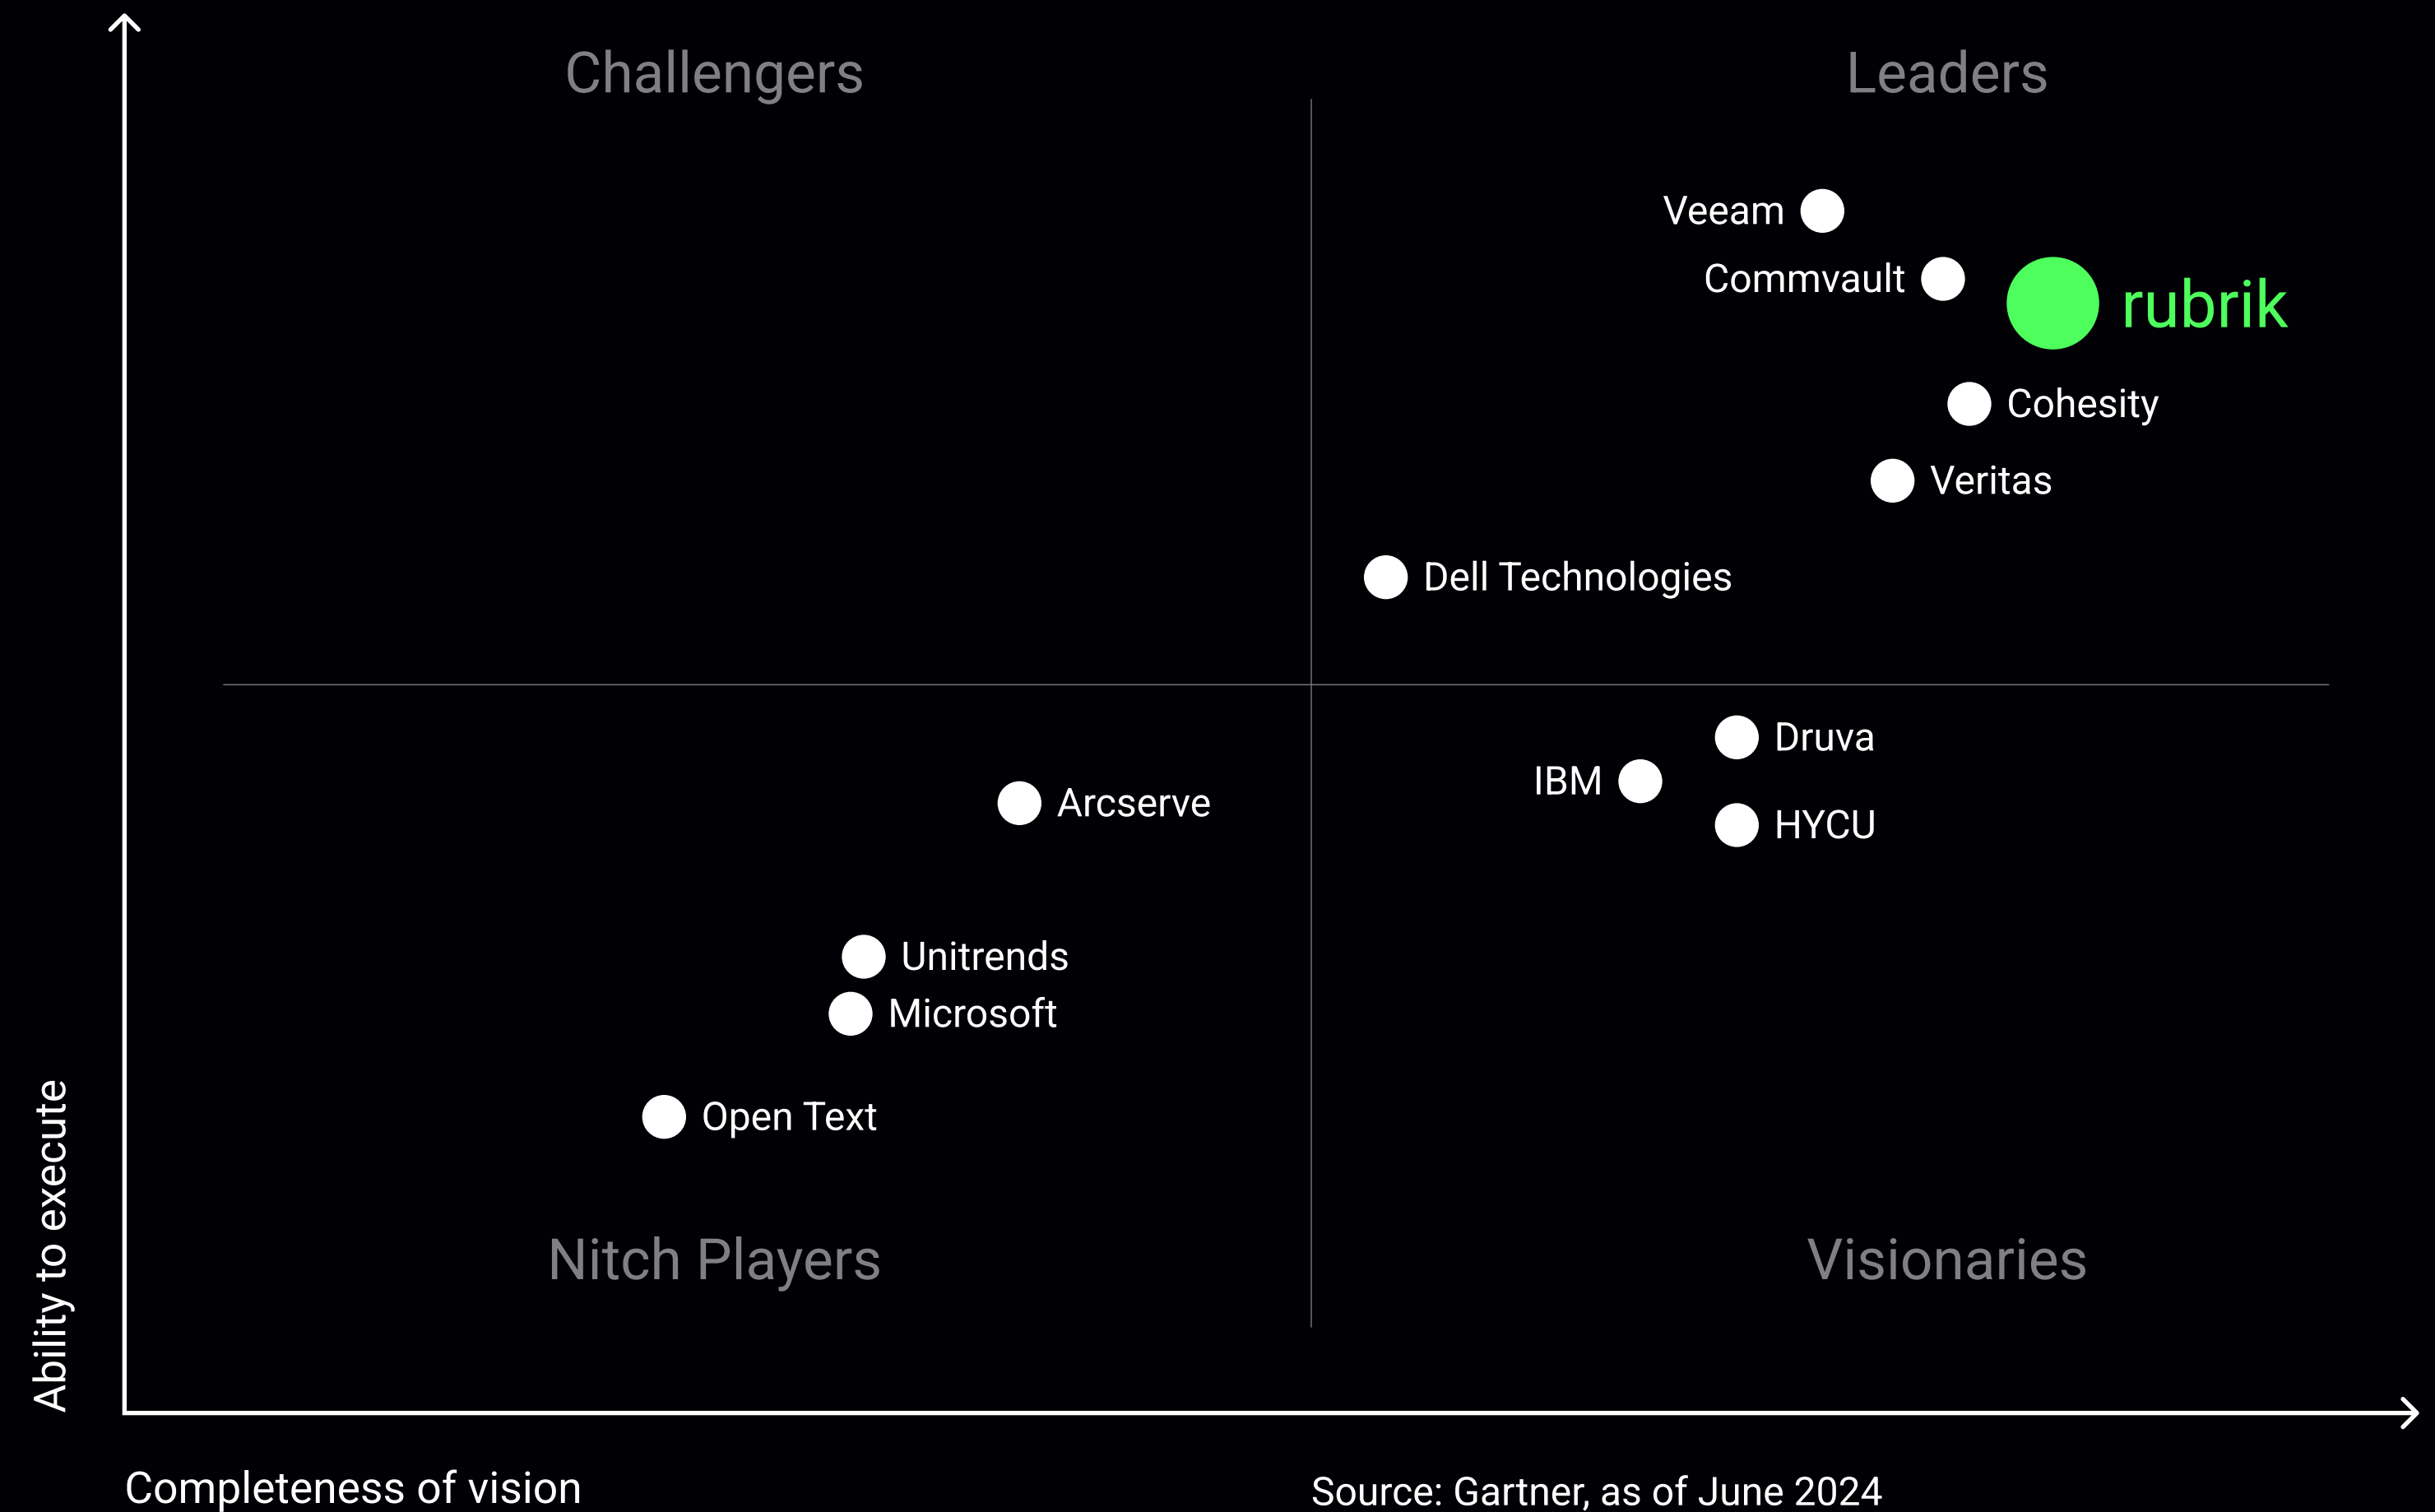 Challengers
Leaders
Veeam
Commvault
rubrik
Cohesity
Veritas
Dell Technologies
Druva
IBM
HYCU
Arcserve
Unitrends
Microsoft
Open Text
Nitch Players
Visionaries
Ability to execute
Completeness of vision
Source: Gartner, as of June 2024